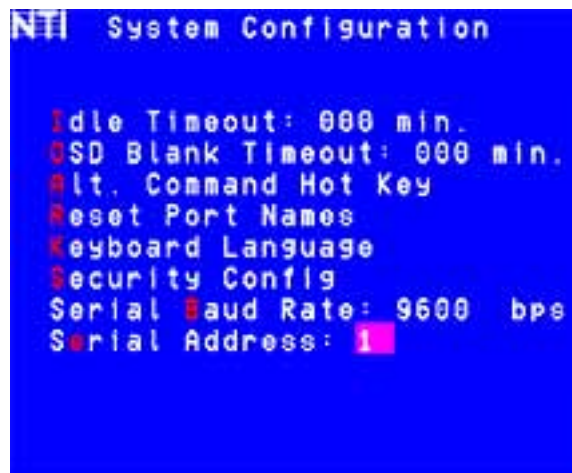 NTI System Configuration
Idle Timeout: 000 min.
OSD Blank Timeout: 000 min.
Alt. Command Hot Key
Reset Port Names
Keyboard Language
Security Config
Serial Baud Rate: 9600 bps
Serial Address: 1